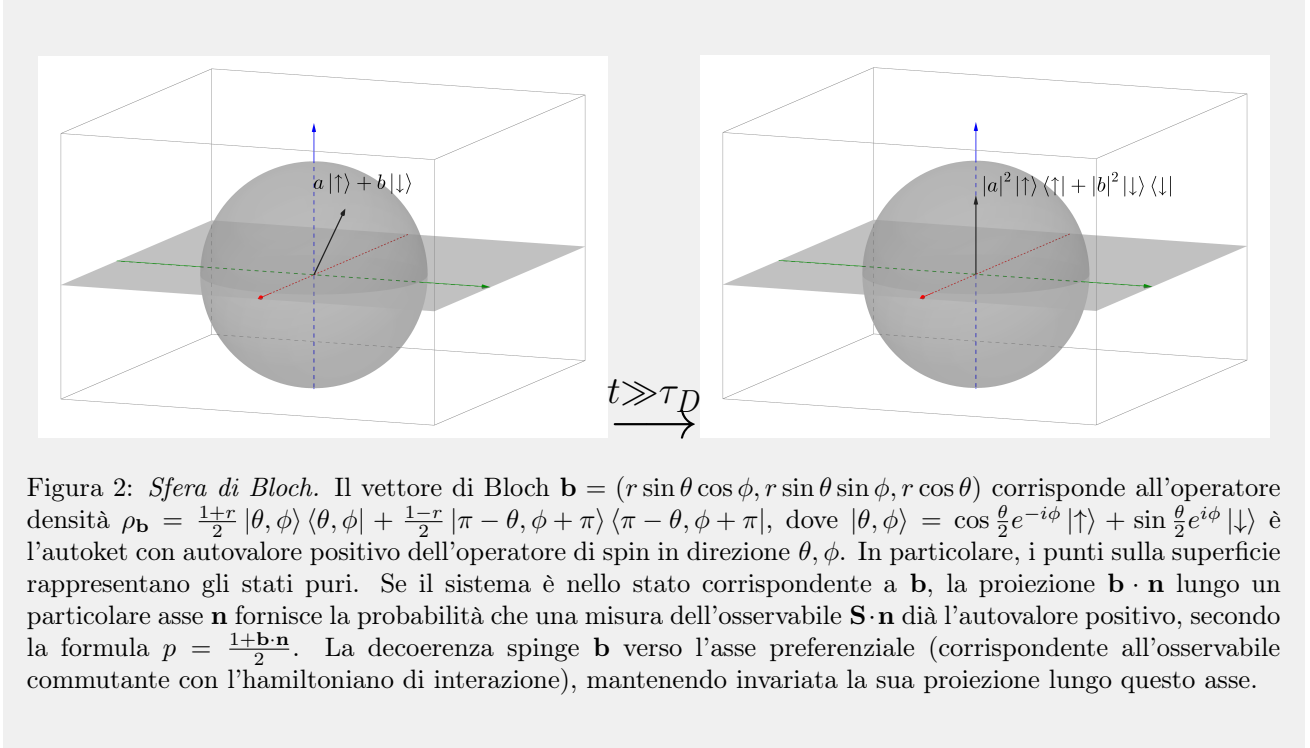 a |↑⟩ + b |↓⟩
|a|² |↑⟩ ⟨↑| + |b|² |↓⟩ ⟨↓|
t≫τ_D
Figura 2: Sfera di Bloch. Il vettore di Bloch b = (r sin θ cos ϕ, r sin θ sin ϕ, r cos θ) corrisponde all'operatore
densità ρ_b = (1+r)/2 |θ, ϕ⟩ ⟨θ, ϕ| + (1−r)/2 |π − θ, ϕ + π⟩ ⟨π − θ, ϕ + π|, dove |θ, ϕ⟩ = cos θ/2 e^{−iϕ} |↑⟩ + sin θ/2 e^{iϕ} |↓⟩ è
l'autoket con autovalore positivo dell'operatore di spin in direzione θ, ϕ. In particolare, i punti sulla superficie
rappresentano gli stati puri. Se il sistema è nello stato corrispondente a b, la proiezione b · n lungo un
particolare asse n fornisce la probabilità che una misura dell'osservabile S·n dià l'autovalore positivo, secondo
la formula p = (1+b·n)/2. La decoerenza spinge b verso l'asse preferenziale (corrispondente all'osservabile
commutante con l'hamiltoniano di interazione), mantenendo invariata la sua proiezione lungo questo asse.